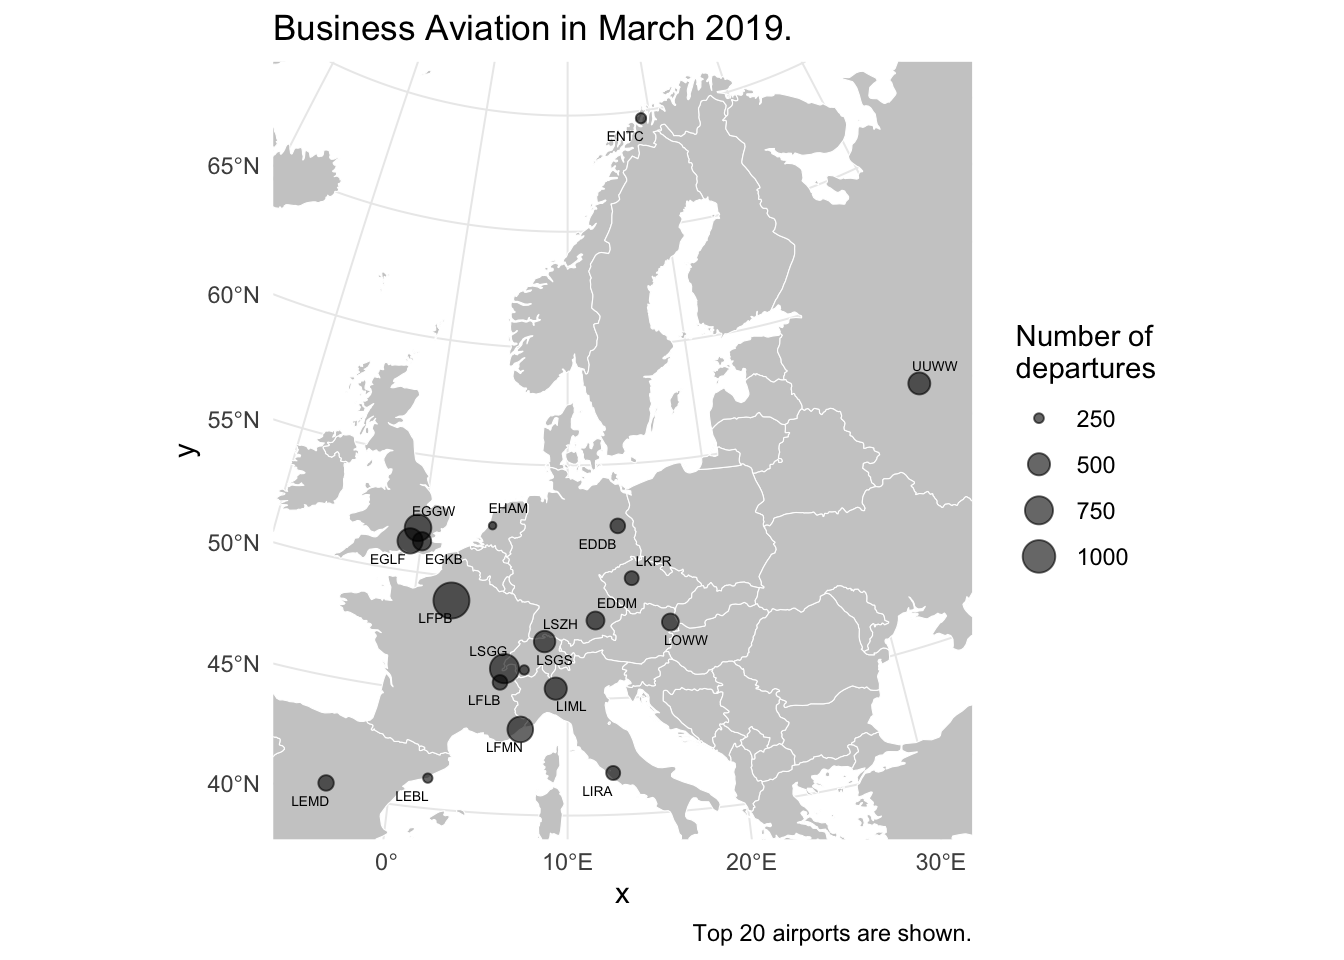 Business Aviation in March 2019.
65°N
60°N
55°N
50°N
45°N
40°N
y
ENTC
UUWW
EGGW
EHAM
EGLF
EGKB
EDDB
LKPR
EDDM
LFPB
LSZH
LOWW
LSGG
LSGS
LFLB
LIML
LFMN
LIRA
LEMD
LEBL
0°
10°E
20°E
30°E
x
Number of
departures
250
500
750
1000
Top 20 airports are shown.